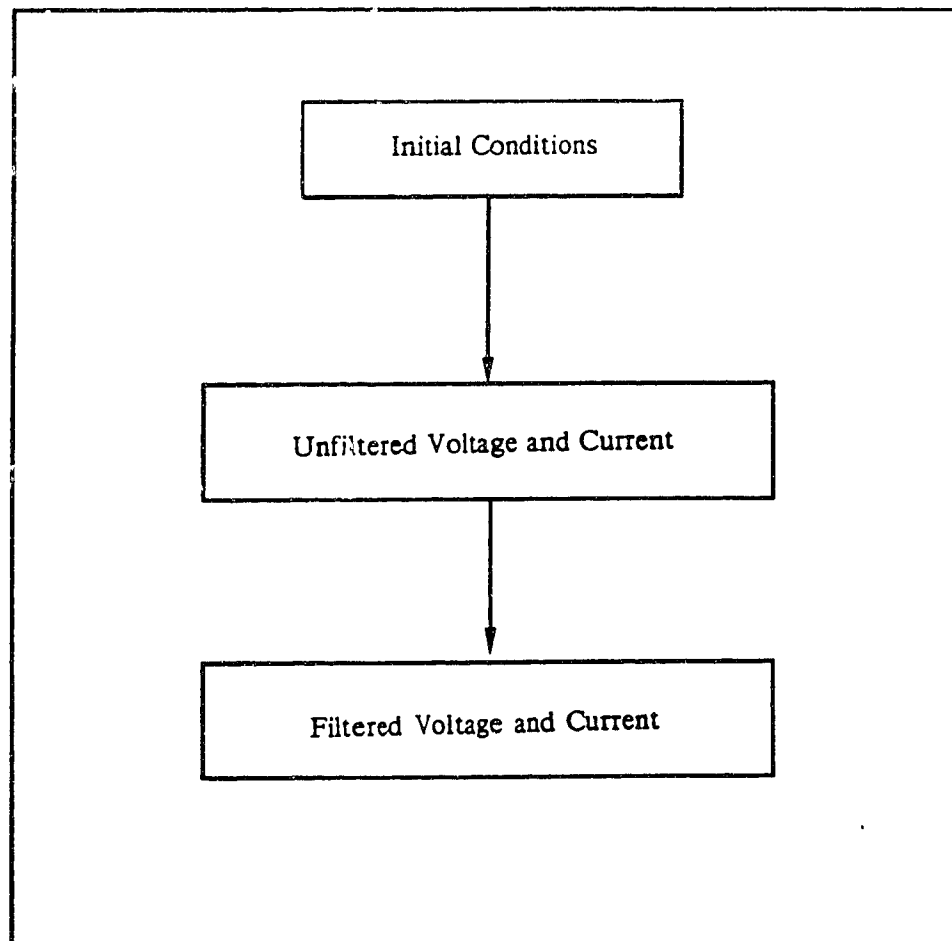 Initial Conditions
Unfiltered Voltage and Current
Filtered Voltage and Current